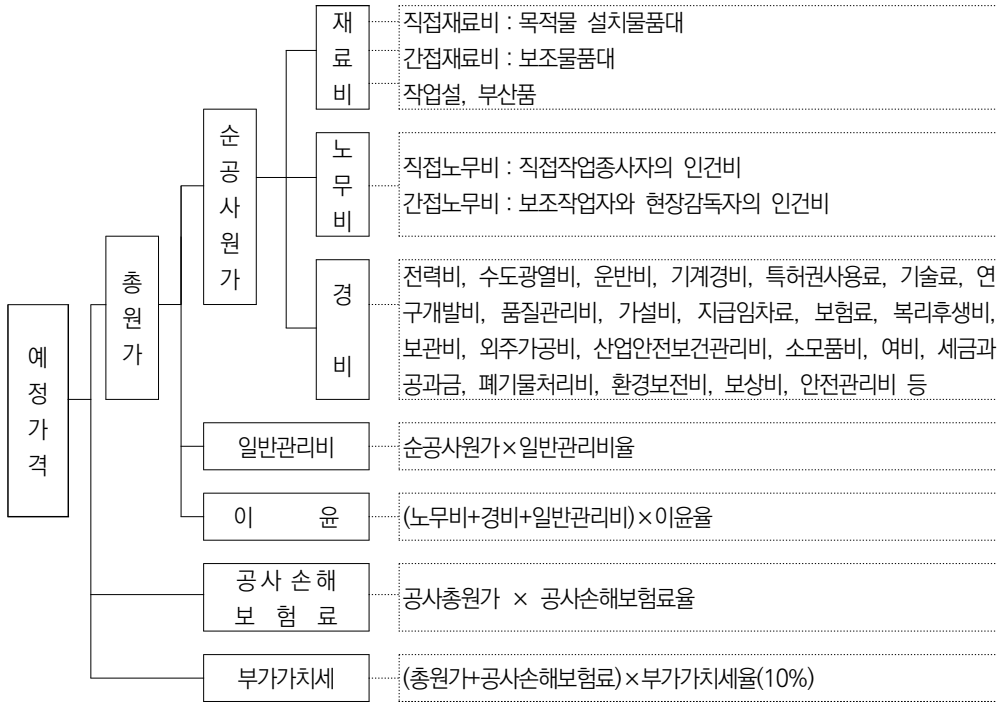 예정가격
총원가
순공사원가
재료비
직접재료비 : 목적물 설치물품대
간접재료비 : 보조물품대
작업설, 부산품
노무비
직접노무비 : 직접작업종사자의 인건비
간접노무비 : 보조작업자와 현장감독자의 인건비
경비
전력비, 수도광열비, 운반비, 기계경비, 특허권사용료, 기술료, 연
구개발비, 품질관리비, 가설비, 지급임차료, 보험료, 복리후생비,
보관비, 외주가공비, 산업안전보건관리비, 소모품비, 여비, 세금과
공과금, 폐기물처리비, 환경보전비, 보상비, 안전관리비 등
일반관리비
순공사원가×일반관리비율
이 윤
(노무비+경비+일반관리비)×이윤율
공사 손해
보 험 료
공사총원가 × 공사손해보험료율
부가가치세
(총원가+공사손해보험료)×부가가치세율(10%)